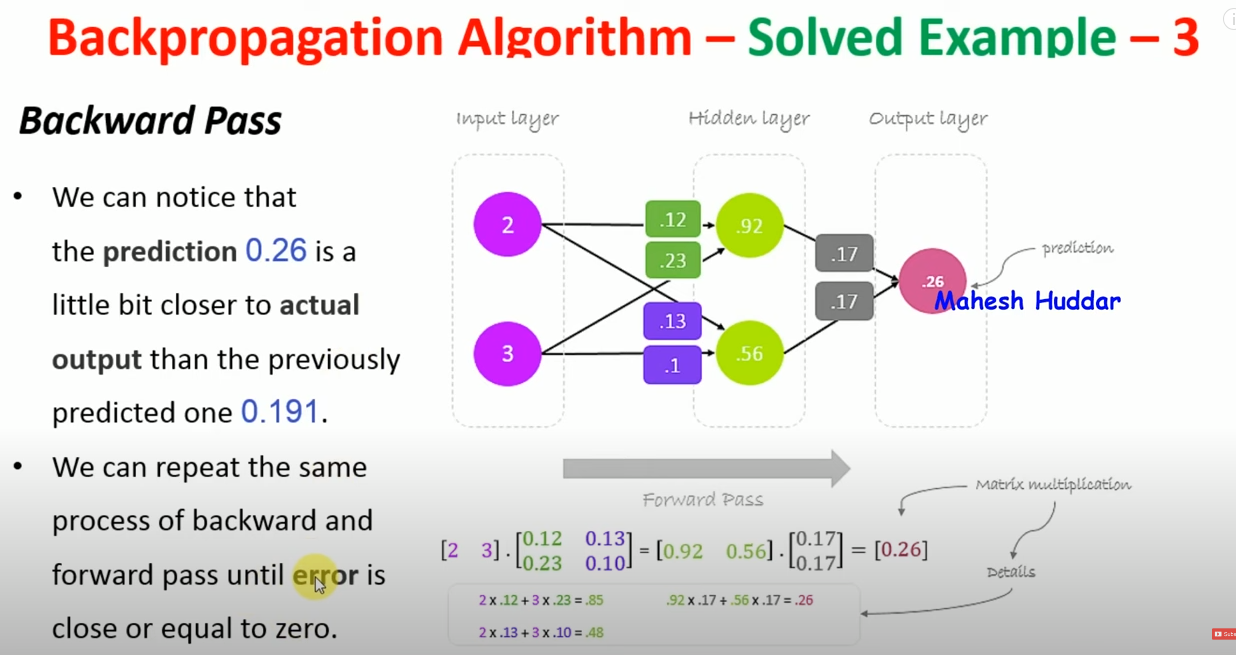 Backpropagation Algorithm – Solved Example – 3
Backward Pass
• We can notice that
the prediction 0.26 is a
little bit closer to actual
output than the previously
predicted one 0.191.
• We can repeat the same
process of backward and
forward pass until error is
close or equal to zero.
Input layer
Hidden layer
Output layer
2
3
.12
.23
.13
.1
.92
.56
.17
.17
.26
prediction
Mahesh Huddar
Forward Pass
Matrix multiplication
[2 3] . [0.12 0.13 = [0.92 0.56] . [0.17 = [0.26]
0.23 0.10] 0.17]
Details
2 x .12 + 3 x .23 = .85
.92 x .17 + .56 x .17 = .26
2 x .13 + 3 x .10 = .48